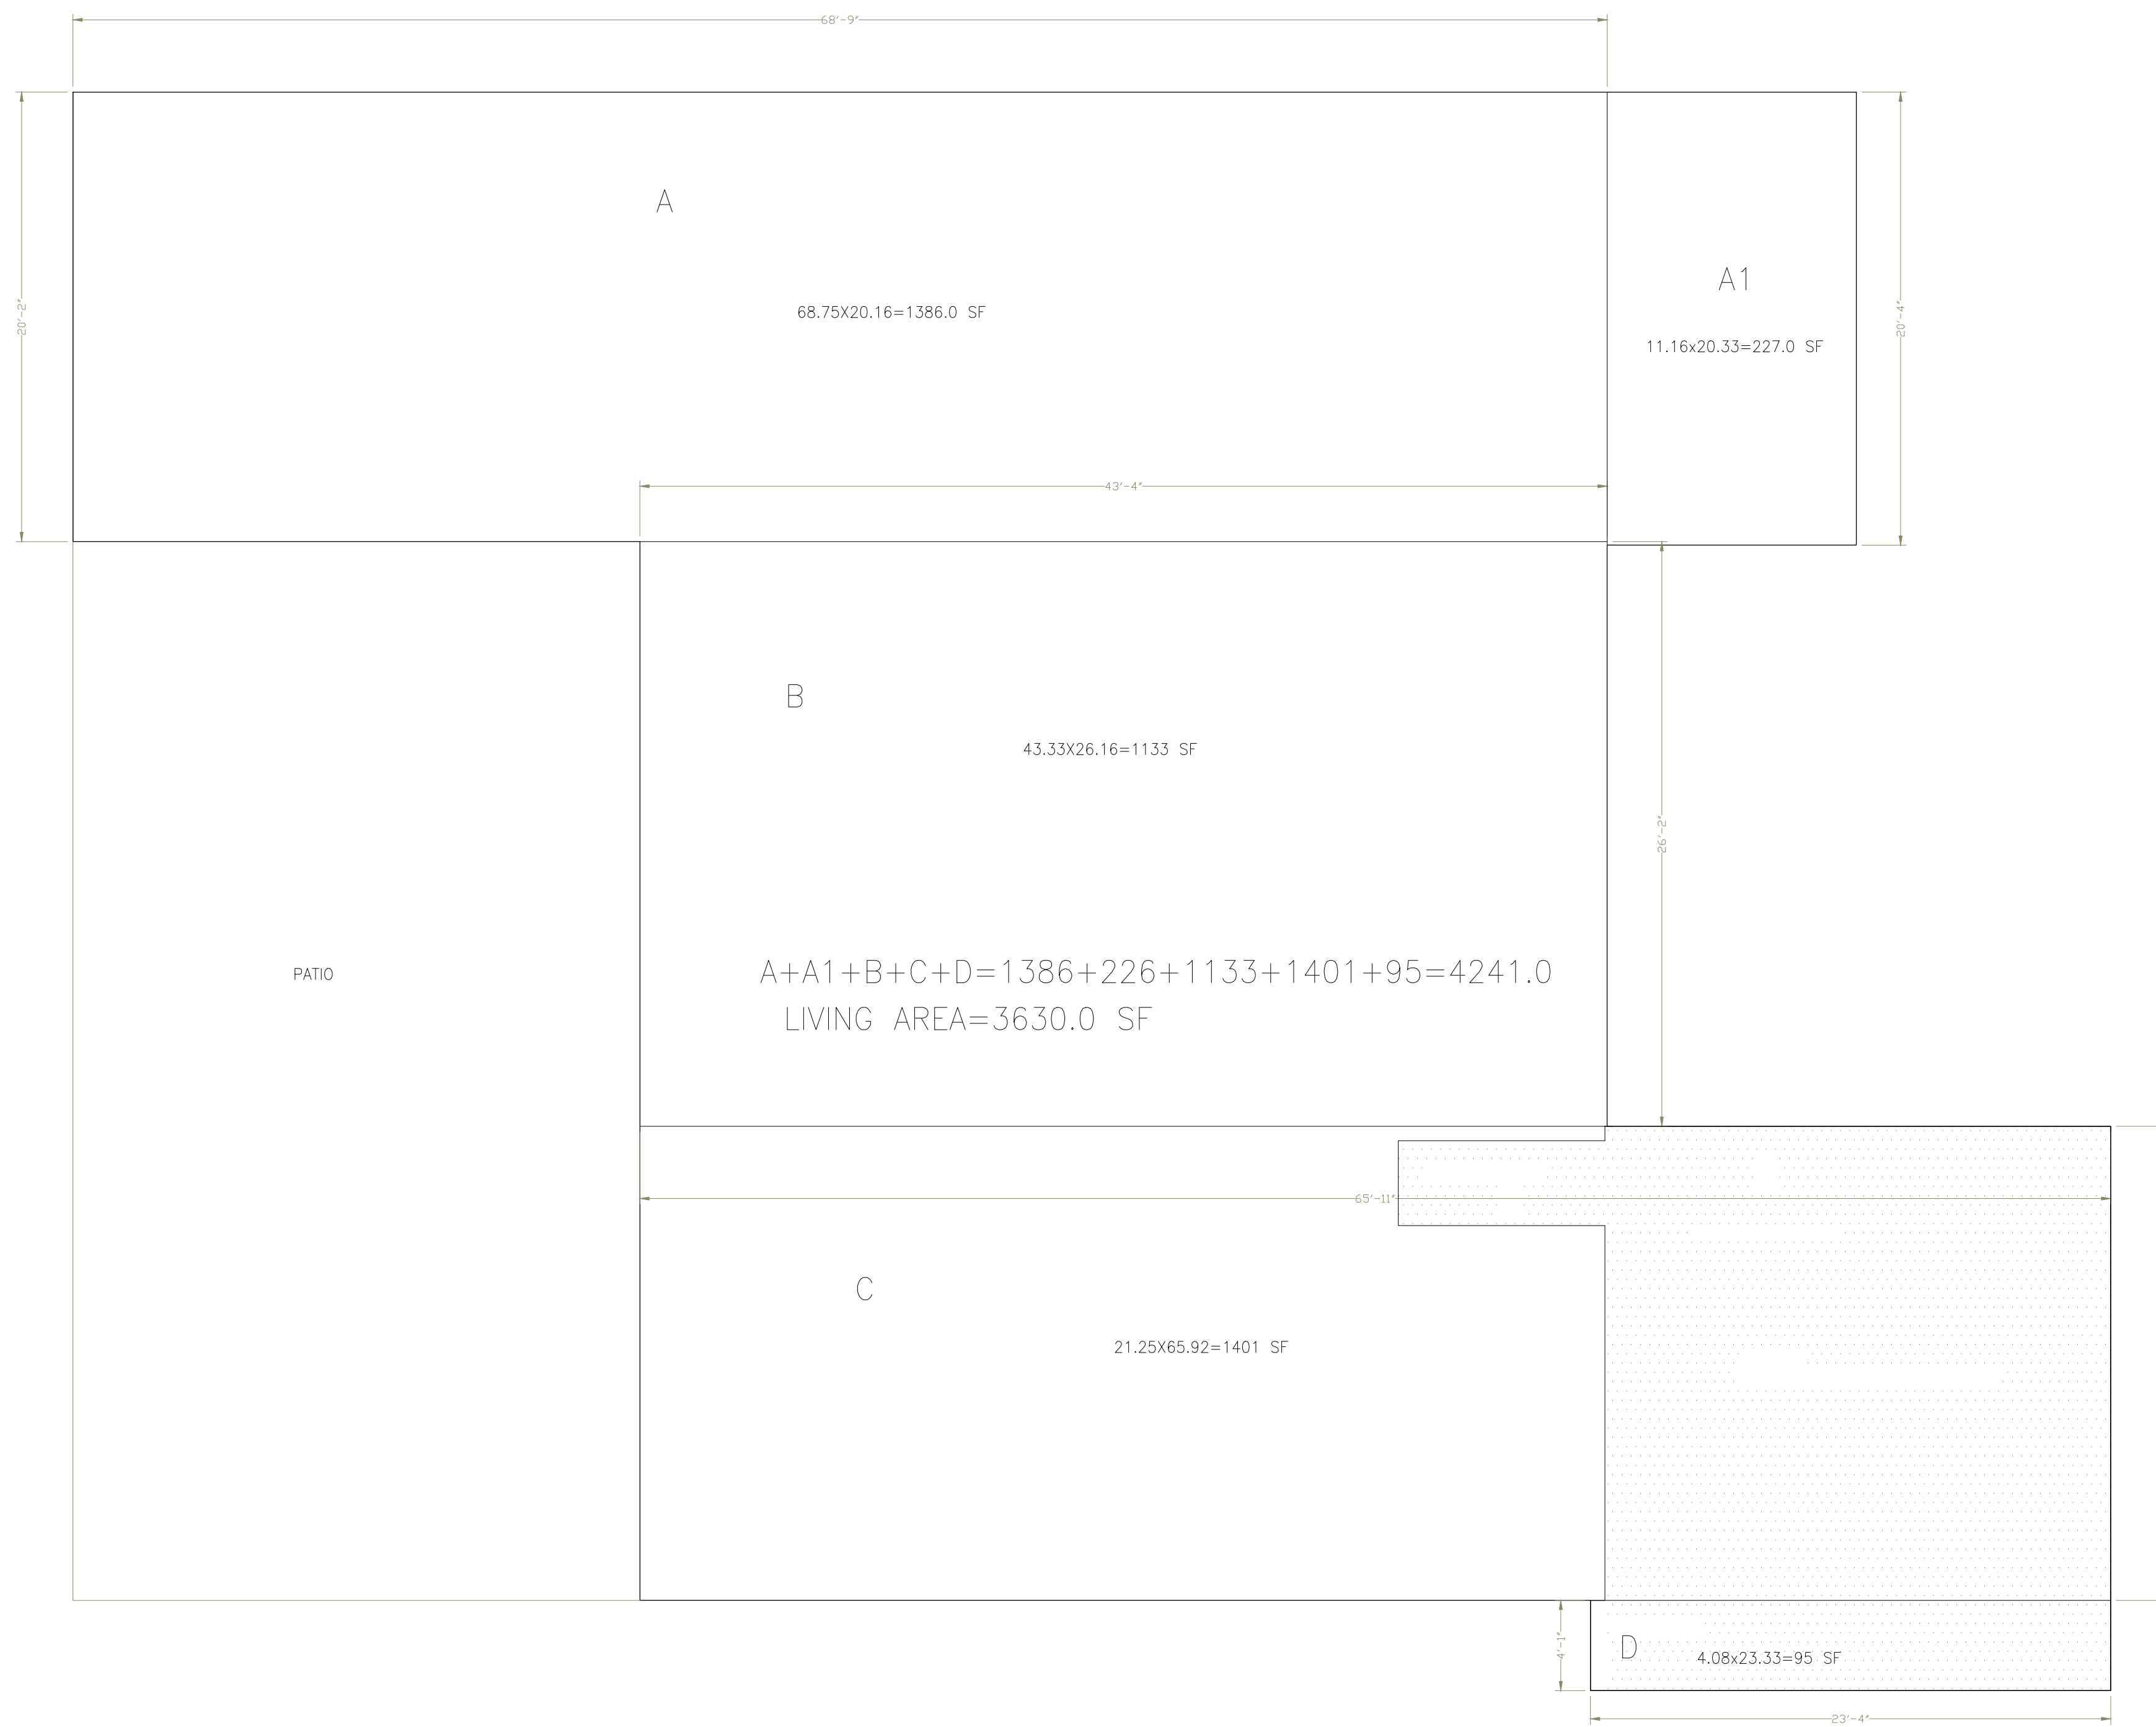 68'-9"
A
20'-2"
68.75X20.16=1386.0 SF
A1
20'-4"
11.16x20.33=227.0 SF
43'-4"
B
43.33X26.16=1133 SF
26'-2"
PATIO
A+A1+B+C+D=1386+226+1133+1401+95=4241.0
LIVING AREA=3630.0 SF
65'-11"
C
21.25X65.92=1401 SF
4'-1"
D
4.08x23.33=95 SF
23'-4"